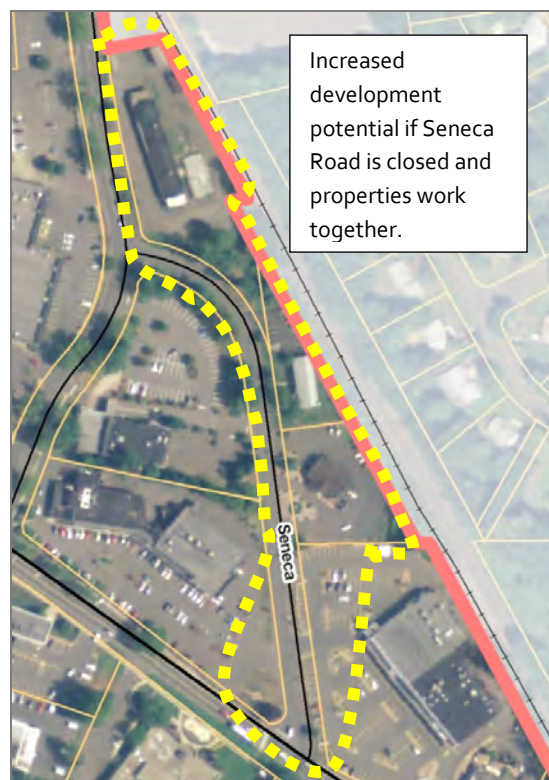 Increased
development
potential if Seneca
Road is closed and
properties work
together.
Seneca